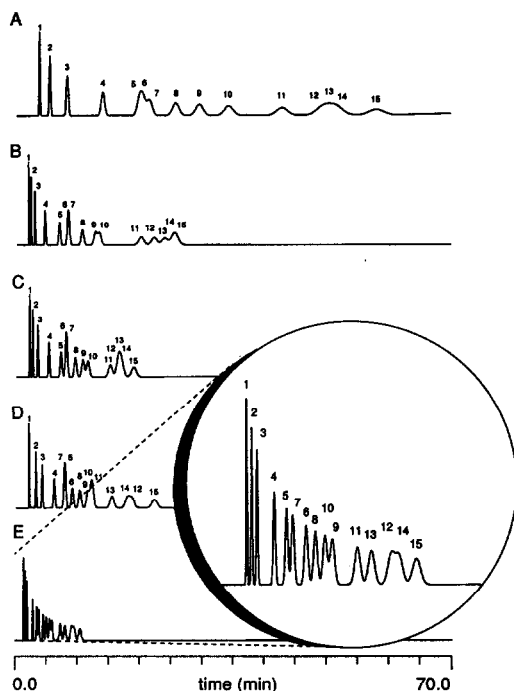 A
1 2 3 4 5 6 7 8 9 10 11 12 13 14 15
B
1 2 3 4 5 6 7 8 9 10 11 12 13 14 15
C
1 2 3 4 5 6 7 8 9 10 11 12 13 14 15
D
1 2 3 4 7 5 6 8 9 10 11 13 14 12 15
E
1 2 3 4 5 7 6 8 10 9 11 13 12 14 15
0.0 time (min) 70.0